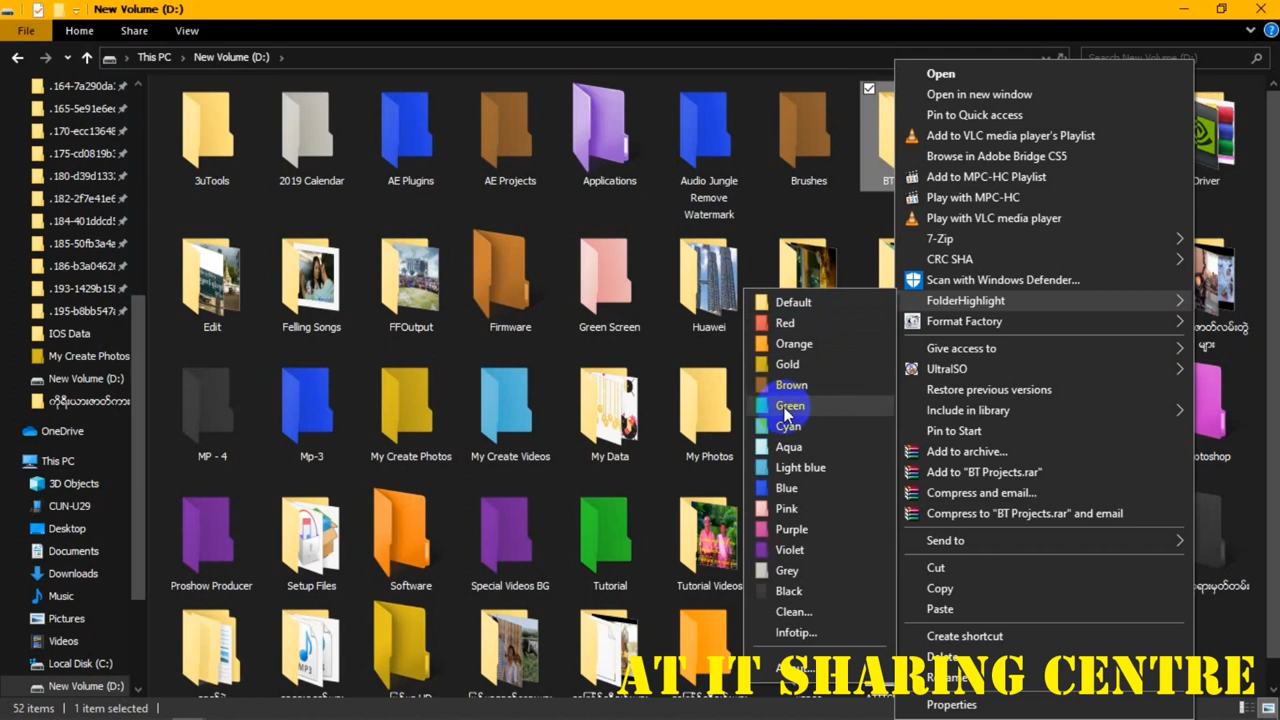 New Volume (D:)
File Home Share View
This PC New Volume (D:) Search New Volume (D:)
.164-7a290da
.165-5e91e6e
.170-ecc1364
.175-cd0819b
.180-d39d133
.182-2f7e41e
.184-401ddcd
.185-50fb3a4
.186-b3a0462
.193-1429b15
.195-b8bb547
IOS Data
My Create Photos
New Volume (D:)
OneDrive
This PC
3D Objects
CUN-U29
Desktop
Documents
Downloads
Music
Pictures
Videos
Local Disk (C:)
New Volume (D:)
3uTools
2019 Calendar
AE Plugins
AE Projects
Applications
Audio Jungle
Remove
Watermark
Brushes
BT
Driver
Edit
Felling Songs
FFOutput
Firmware
Green Screen
Huawei
ဇာတ်လမ်းတွဲ
များ
MP - 4
Mp-3
My Create Photos
My Create Videos
My Data
My Photos
Photoshop
Proshow Producer
Setup Files
Software
Special Videos BG
Tutorial
Tutorial Videos
Default
Red
Orange
Gold
Brown
Green
Cyan
Aqua
Light blue
Blue
Pink
Purple
Violet
Grey
Black
Clean...
Infotip...
Open
Open in new window
Pin to Quick access
Add to VLC media player's Playlist
Browse in Adobe Bridge CS5
Add to MPC-HC Playlist
Play with MPC-HC
Play with VLC media player
7-Zip
CRC SHA
Scan with Windows Defender...
FolderHighlight
Format Factory
Give access to
UltraISO
Restore previous versions
Include in library
Pin to Start
Add to archive...
Add to "BT Projects.rar"
Compress and email...
Compress to "BT Projects.rar" and email
Send to
Cut
Copy
Paste
Create shortcut
Delete
Rename
Properties
AT IT SHARING CENTRE
52 items 1 item selected